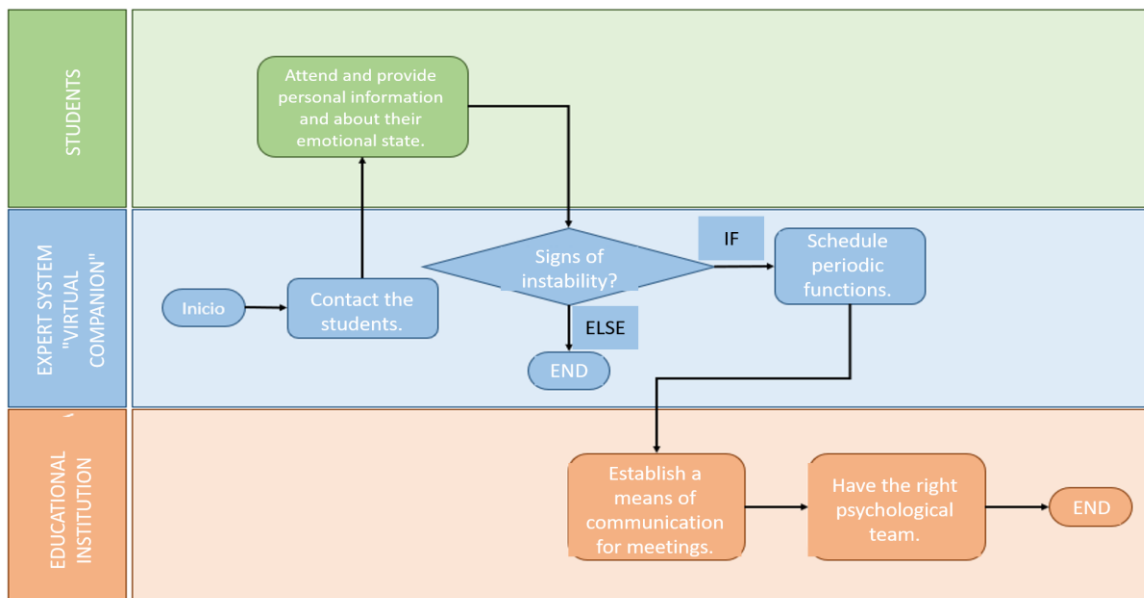 STUDENTS
Attend and provide
personal information
and about their
emotional state.
EXPERT SYSTEM
"VIRTUAL
COMPANION"
Inicio
Contact the
students.
Signs of
instability?
IF
Schedule
periodic
functions.
ELSE
END
EDUCATIONAL
INSTITUTION
Establish a
means of
communication
for meetings.
Have the right
psychological
team.
END